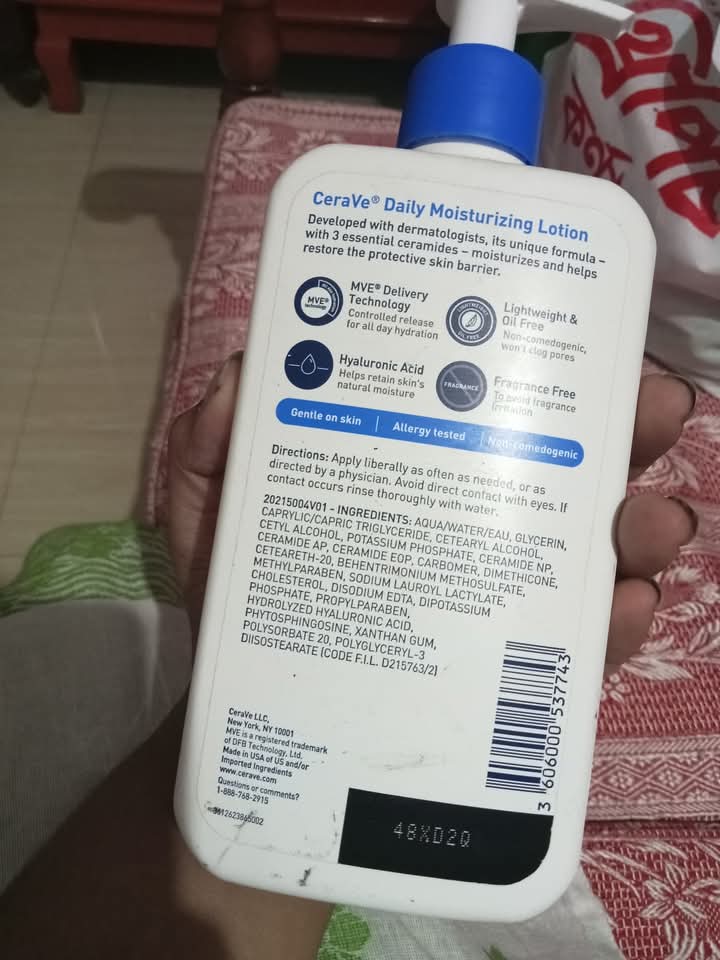 CeraVe® Daily Moisturizing Lotion
Developed with dermatologists, its unique formula –
with 3 essential ceramides – moisturizes and helps
restore the protective skin barrier.
MVE®
technology
MVE® Delivery
Technology
Controlled release
for all day hydration
LIGHTWEIGHT
OIL FREE
Lightweight &
Oil Free
Non-comedogenic,
won't clog pores
Hyaluronic Acid
Helps retain skin's
natural moisture
FRAGRANCE
Fragrance Free
To avoid fragrance
irritation
Gentle on skin | Allergy tested | Non-comedogenic
Directions: Apply liberally as often as needed, or as
directed by a physician. Avoid direct contact with eyes. If
contact occurs rinse thoroughly with water.
20215004V01 - INGREDIENTS: AQUA/WATER/EAU, GLYCERIN,
CAPRYLIC/CAPRIC TRIGLYCERIDE, CETEARYL ALCOHOL,
CETYL ALCOHOL, POTASSIUM PHOSPHATE, CERAMIDE NP,
CERAMIDE AP, CERAMIDE EOP, CARBOMER, DIMETHICONE,
CETEARETH-20, BEHENTRIMONIUM METHOSULFATE,
METHYLPARABEN, SODIUM LAUROYL LACTYLATE,
CHOLESTEROL, DISODIUM EDTA, DIPOTASSIUM
PHOSPHATE, PROPYLPARABEN,
HYDROLYZED HYALURONIC ACID,
PHYTOSPHINGOSINE, XANTHAN GUM,
POLYSORBATE 20, POLYGLYCERYL-3
DIISOSTEARATE (CODE F.I.L. D215763/2)
CeraVe LLC,
New York, NY 10001
MVE is a registered trademark
of DFB Technology, Ltd.
Made in USA of US and/or
Imported Ingredients
www.cerave.com
Questions or comments?
1-888-768-2915
3 606000 537743
48XD2Q